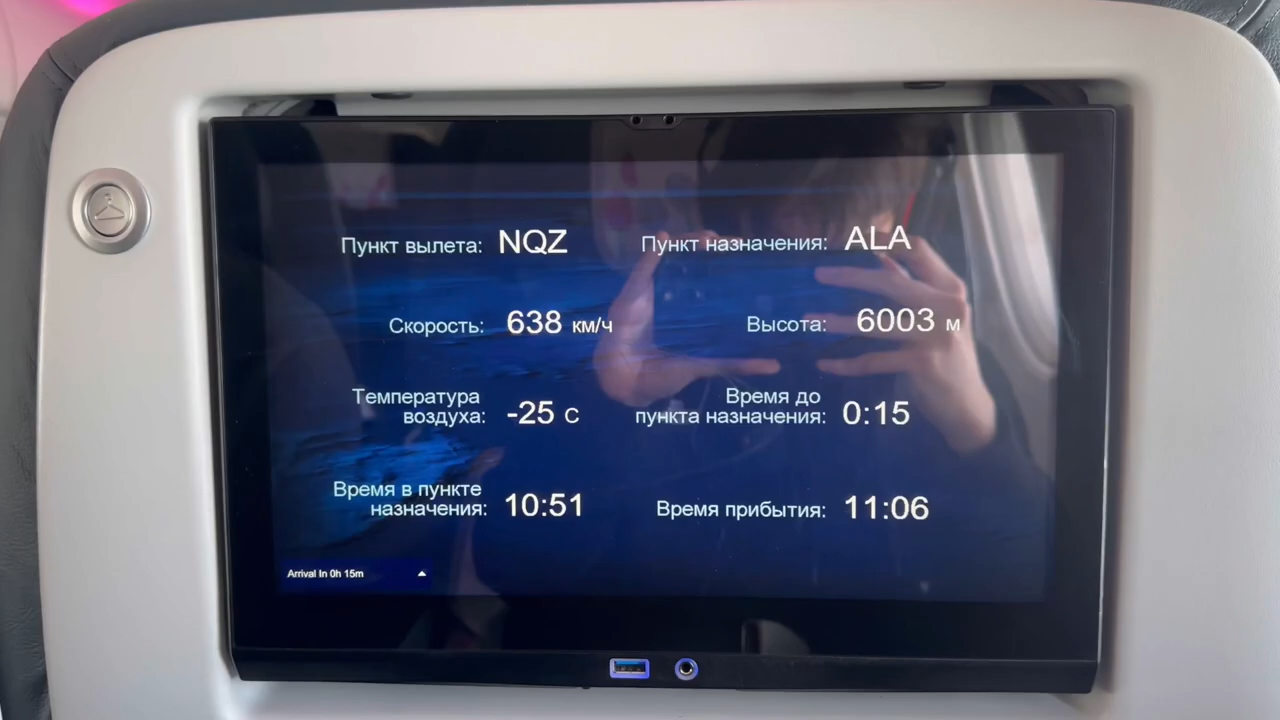 Пункт вылета: NQZ Пункт назначения: ALA
Скорость: 638 км/ч Высота: 6003 м
Температура воздуха: -25 C
Время до пункта назначения: 0:15
Время в пункте назначения: 10:51
Время прибытия: 11:06
Arrival In 0h 15m